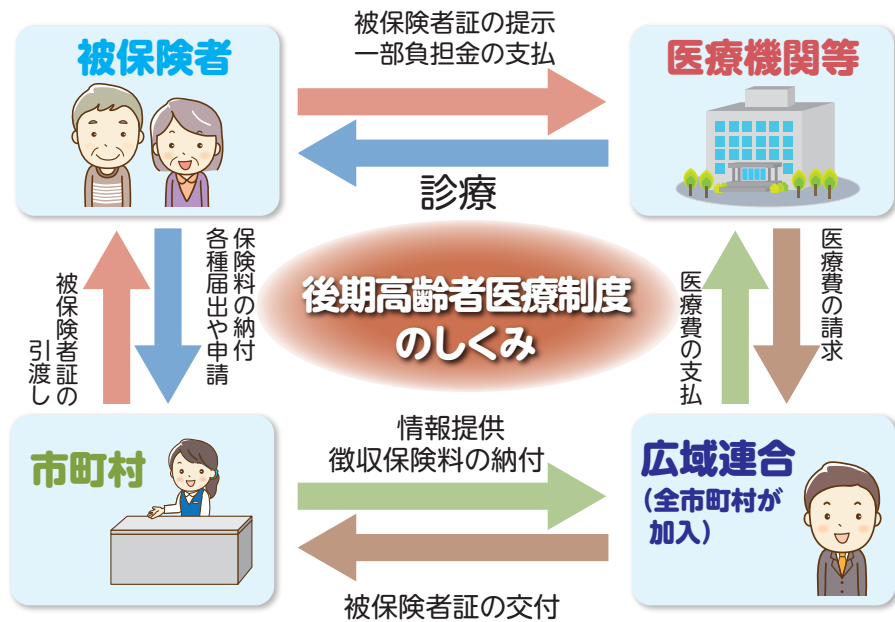 被保険者証の提示
一部負担金の支払
被保険者
医療機関等
診療
被保険者証の
引渡し
保険料の納付
各種届出や申請
後期高齢者医療制度
のしくみ
医療費の支払
医療費の請求
市町村
情報提供
徴収保険料の納付
広域連合
(全市町村が
加入)
被保険者証の交付